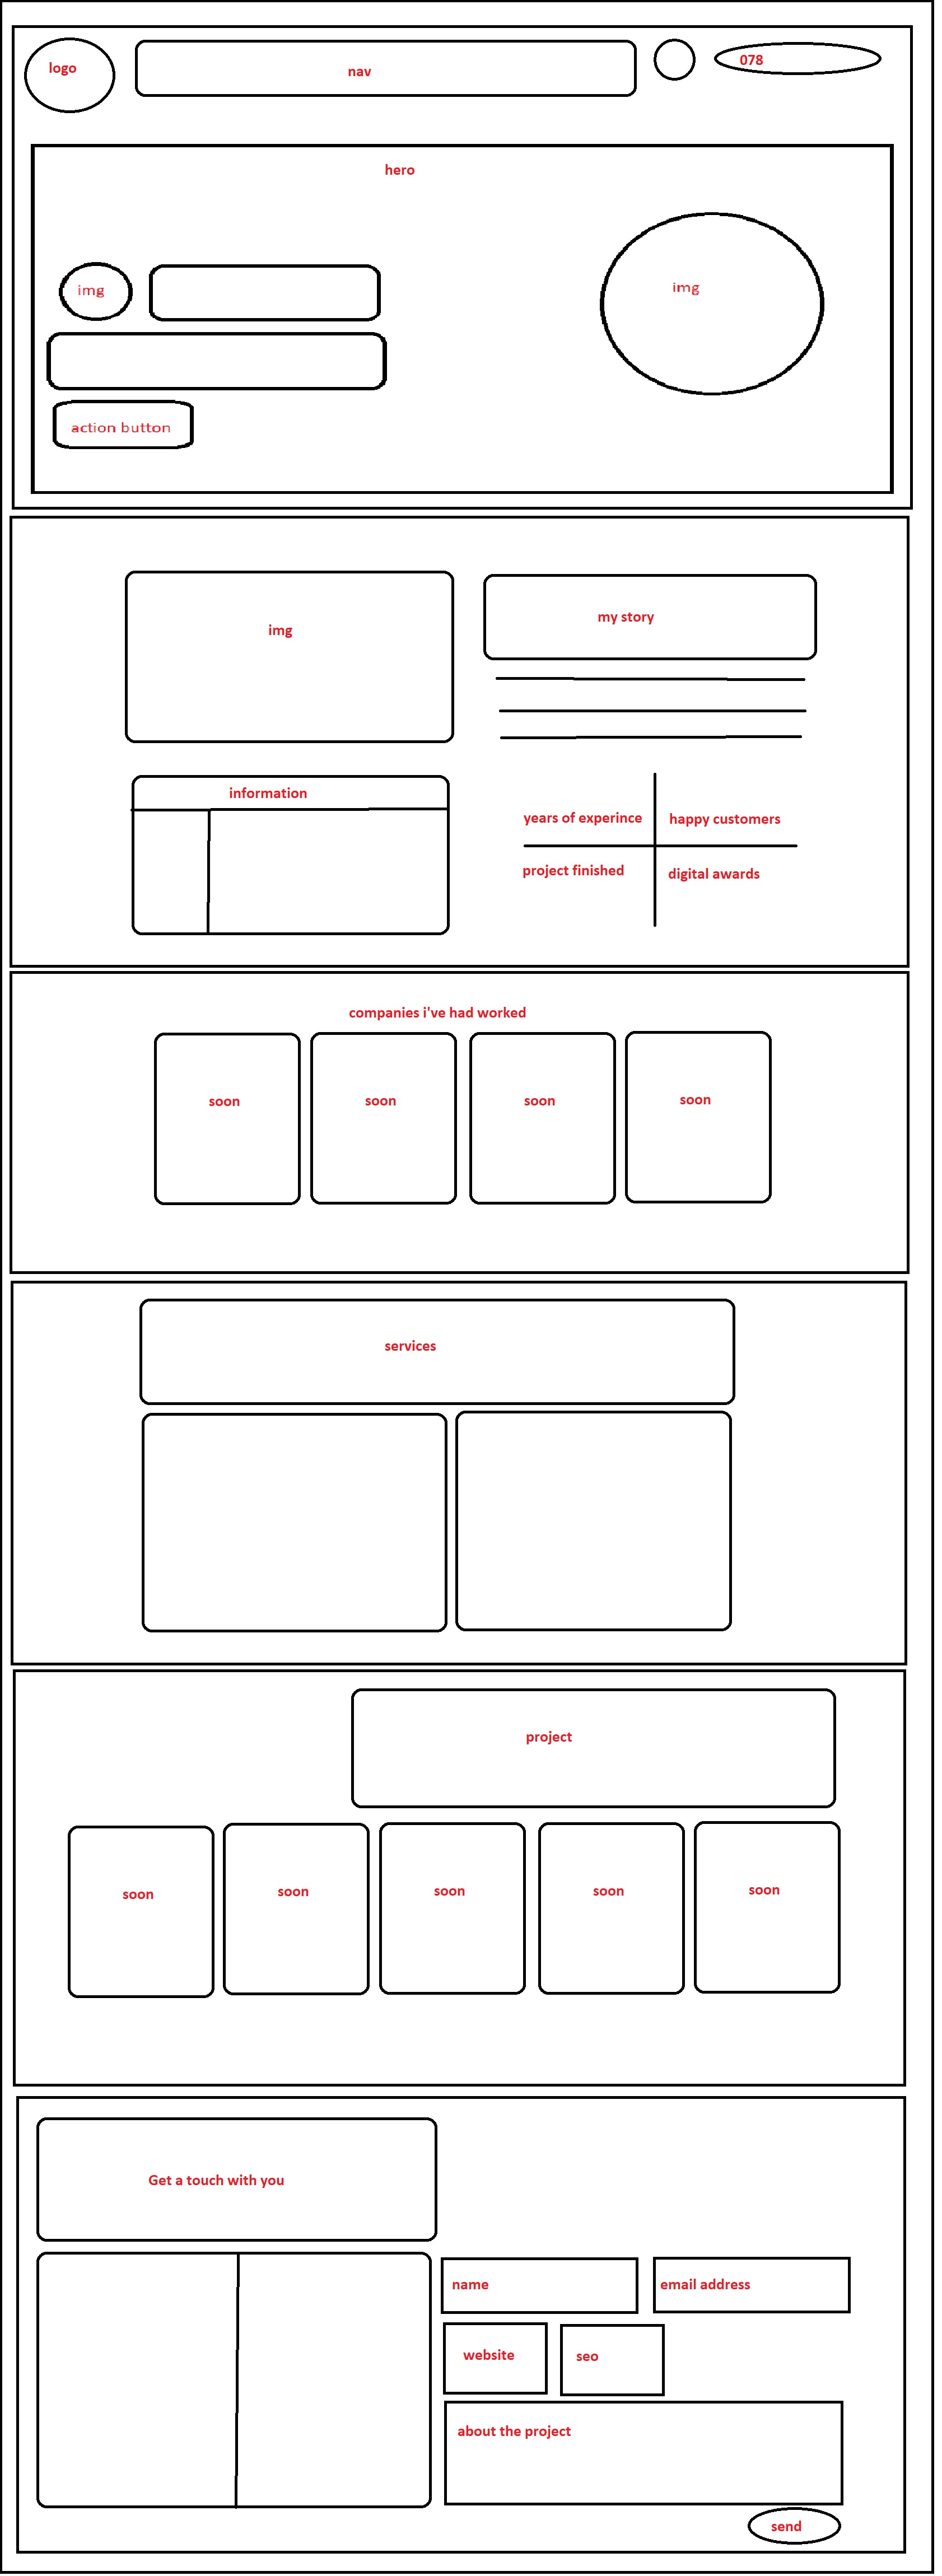 logo
nav
078
hero
img
img
action button
img
my story
information
years of experince
happy customers
project finished
digital awards
companies i've had worked
soon
soon
soon
soon
services
project
soon
soon
soon
soon
soon
Get a touch with you
name
email address
website
seo
about the project
send